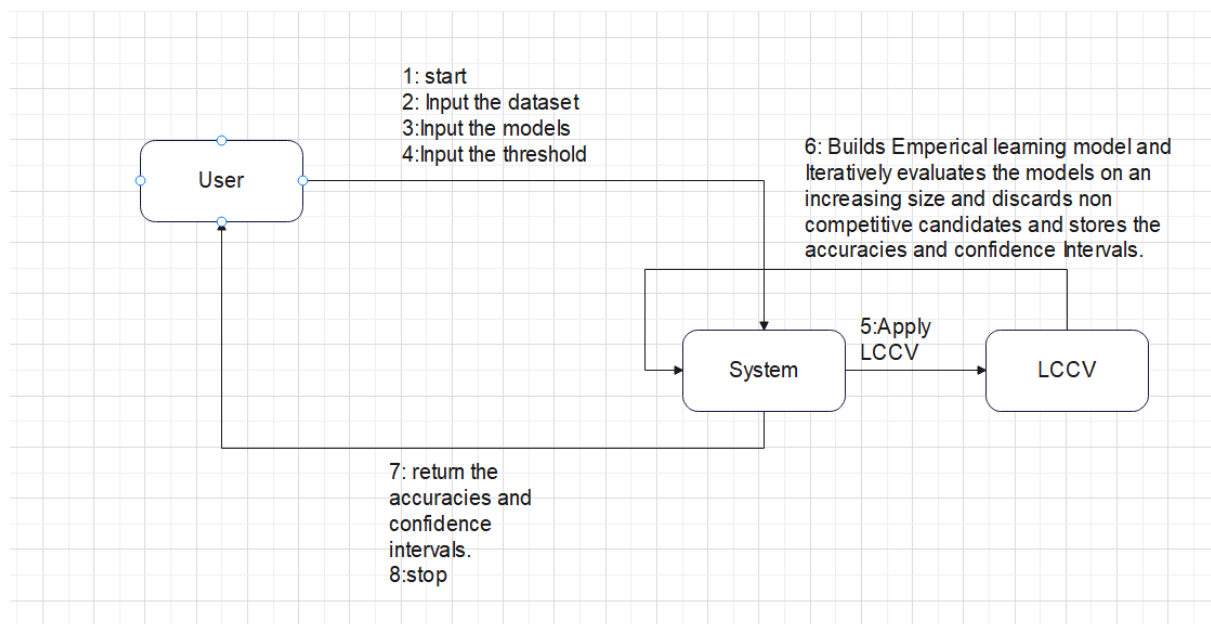 1: start
2: Input the dataset
3:Input the models
4:Input the threshold
User
6: Builds Emperical learning model and
Iteratively evaluates the models on an
increasing size and discards non
competitive candidates and stores the
accuracies and confidence Intervals.
5:Apply
LCCV
System
LCCV
7: return the
accuracies and
confidence
intervals.
8:stop